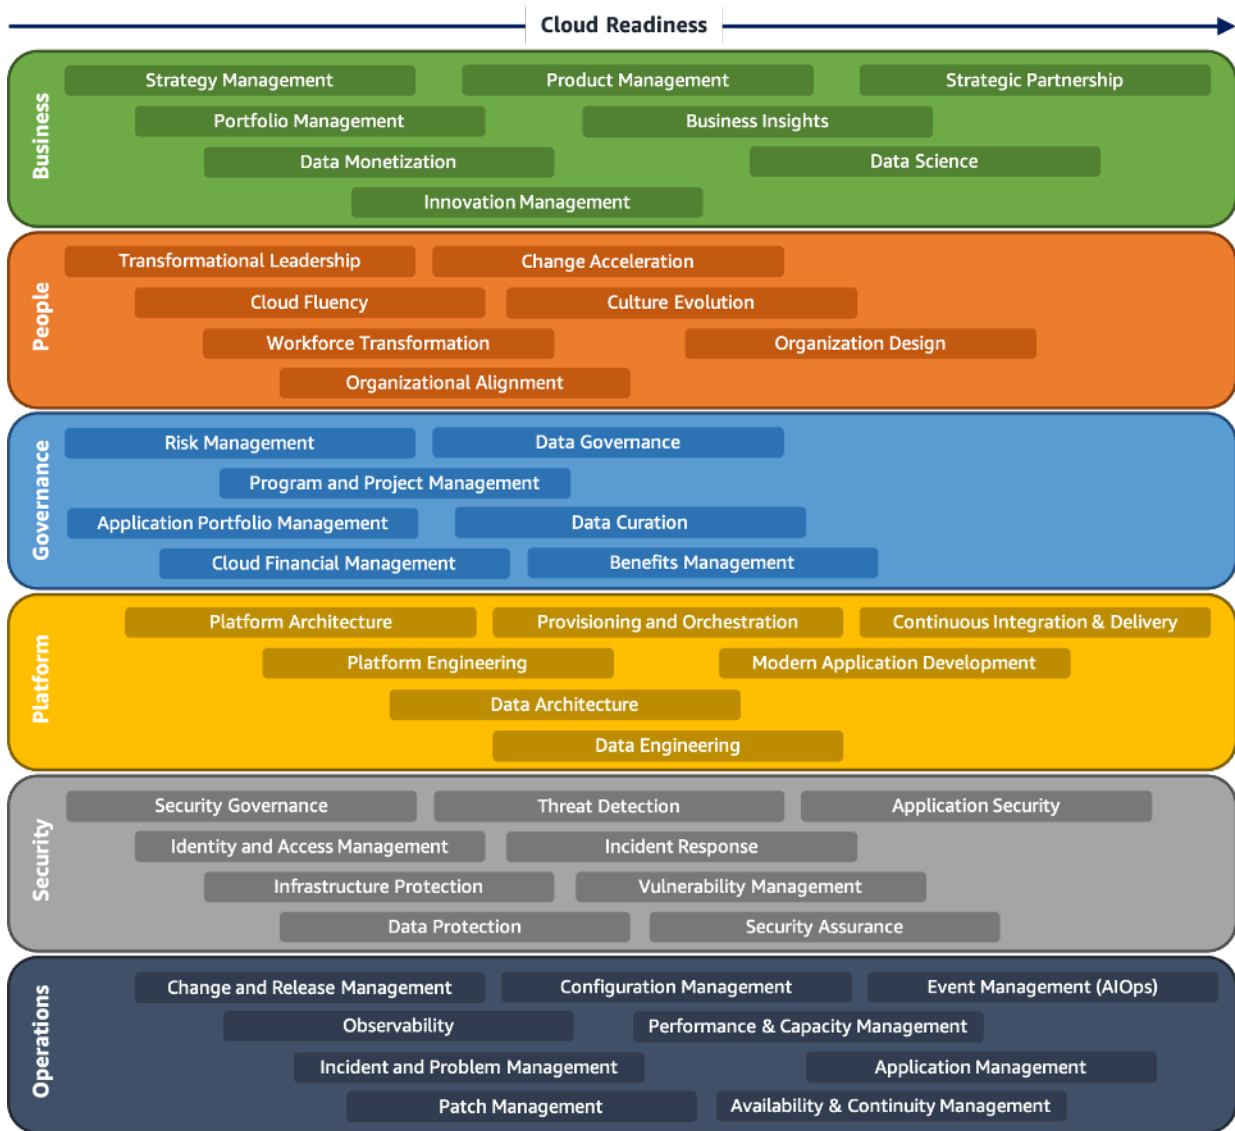 Cloud Readiness
Business
Strategy Management
Product Management
Strategic Partnership
Portfolio Management
Business Insights
Data Monetization
Data Science
Innovation Management
People
Transformational Leadership
Change Acceleration
Cloud Fluency
Culture Evolution
Workforce Transformation
Organization Design
Organizational Alignment
Governance
Risk Management
Data Governance
Program and Project Management
Application Portfolio Management
Data Curation
Cloud Financial Management
Benefits Management
Platform
Platform Architecture
Provisioning and Orchestration
Continuous Integration & Delivery
Platform Engineering
Modern Application Development
Data Architecture
Data Engineering
Security
Security Governance
Threat Detection
Application Security
Identity and Access Management
Incident Response
Infrastructure Protection
Vulnerability Management
Data Protection
Security Assurance
Operations
Change and Release Management
Configuration Management
Event Management (AIOps)
Observability
Performance & Capacity Management
Incident and Problem Management
Application Management
Patch Management
Availability & Continuity Management